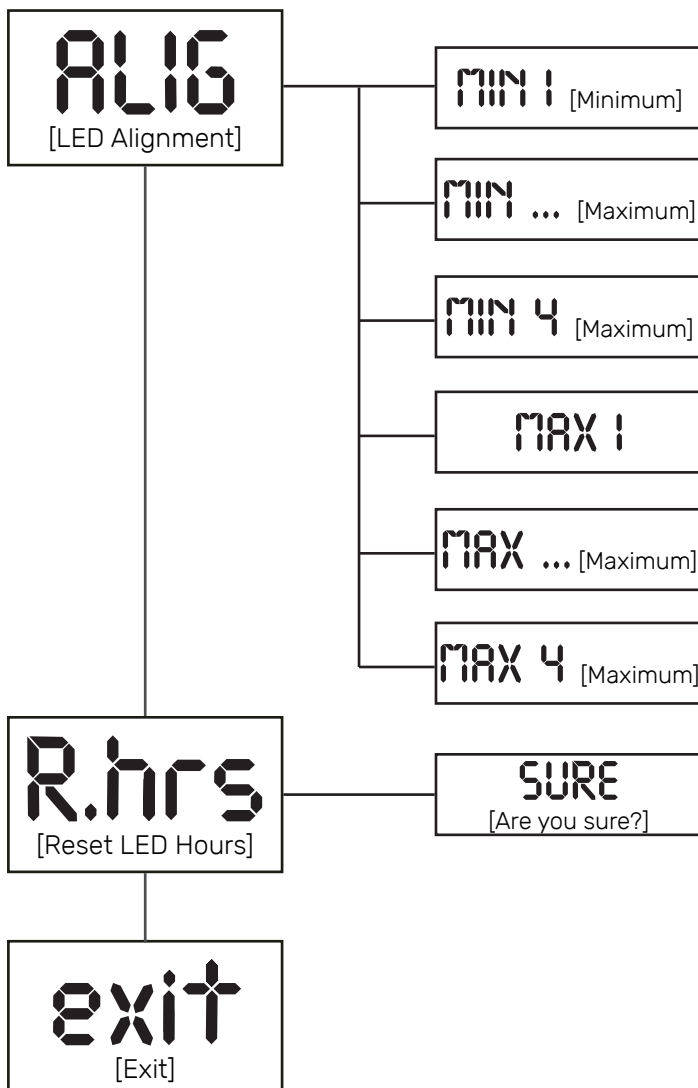 ALIG
[LED Alignment]
MIN 1 [Minimum]
MIN ... [Maximum]
MIN 4 [Maximum]
MAX 1
MAX ... [Maximum]
MAX 4 [Maximum]
R.hrs
[Reset LED Hours]
SURE
[Are you sure?]
exit
[Exit]